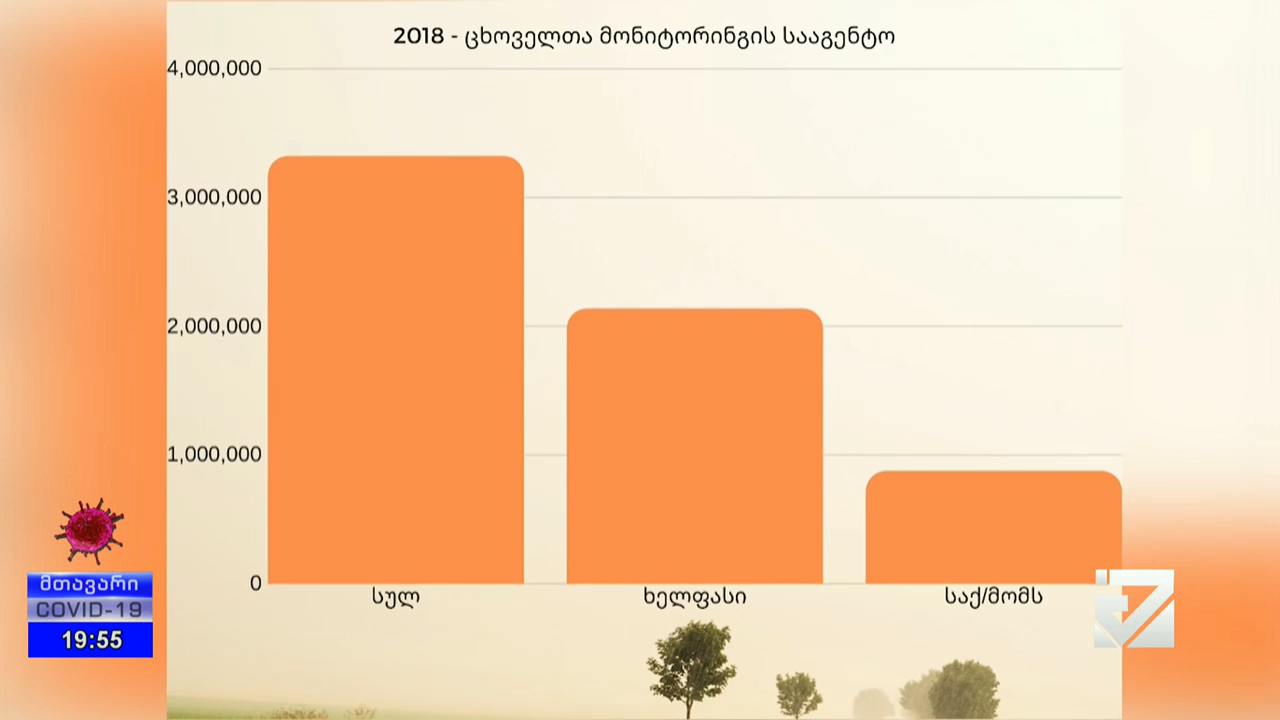 2018 - ცხოველთა მონიტორინგის სააგენტო
4,000,000
3,000,000
2,000,000
1,000,000
0
სულ
ხელფასი
საქ/მომს
მთავარი
COVID-19
19:55